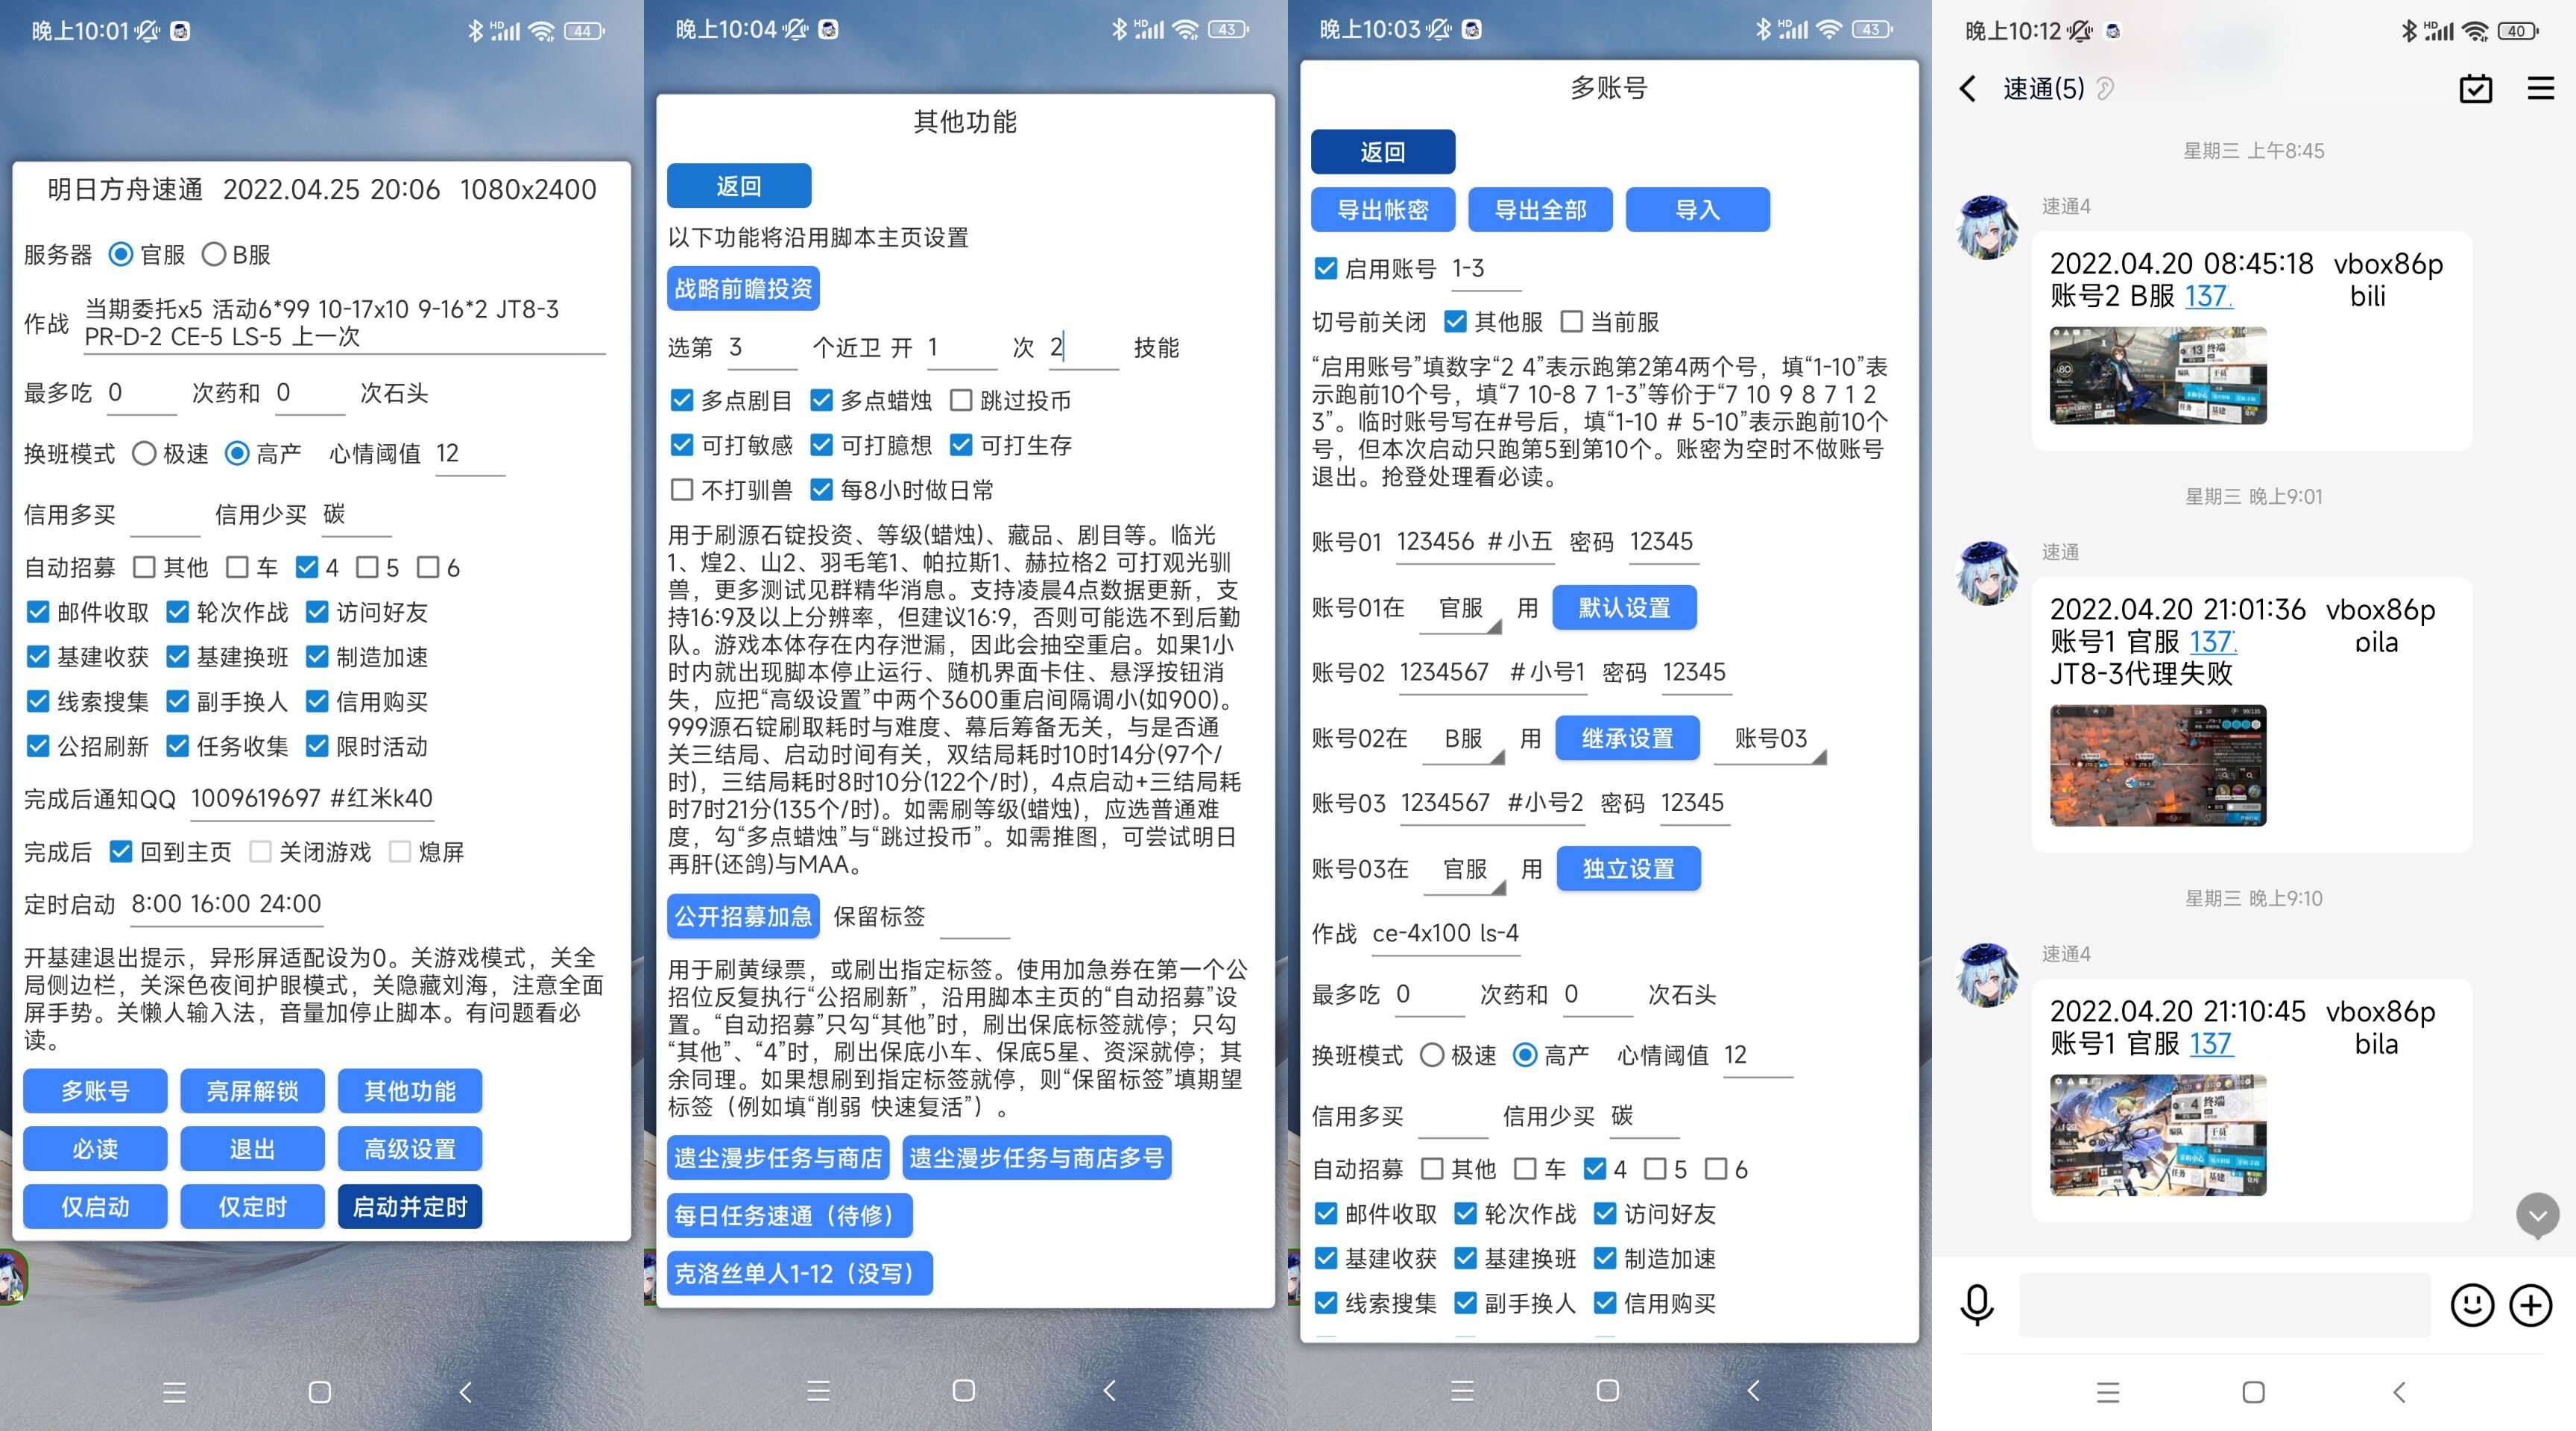 晚上10:01
HD
44
明日方舟速通 2022.04.25 20:06 1080x2400
服务器 官服 B服
作战 当期委托x5 活动6*99 10-17x10 9-16*2 JT8-3
PR-D-2 CE-5 LS-5 上一次
最多吃 0 次药和 0 次石头
换班模式 极速 高产 心情阈值 12
信用多买 信用少买 碳
自动招募 其他 车 4 5 6
邮件收取 轮次作战 访问好友
基建收获 基建换班 制造加速
线索搜集 副手换人 信用购买
公招刷新 任务收集 限时活动
完成后通知QQ 1009619697 #红米k40
完成后 回到主页 关闭游戏 熄屏
定时启动 8:00 16:00 24:00
开基建退出提示，异形屏适配设为0。关游戏模式，关全
局侧边栏，关深色夜间护眼模式，关隐藏刘海，注意全面
屏手势。关懒人输入法，音量加停止脚本。有问题看必
读。
多账号 亮屏解锁 其他功能
必读 退出 高级设置
仅启动 仅定时 启动并定时
晚上10:04
HD
43
其他功能
返回
以下功能将沿用脚本主页设置
战略前瞻投资
选第 3 个近卫 开 1 次 2 技能
多点剧目 多点蜡烛 跳过投币
可打敏感 可打臆想 可打生存
不打驯兽 每8小时做日常
用于刷源石锭投资、等级(蜡烛)、藏品、剧目等。临光
1、煌2、山2、羽毛笔1、帕拉斯1、赫拉格2 可打观光驯
兽，更多测试见群精华消息。支持凌晨4点数据更新，支
持16:9及以上分辨率，但建议16:9，否则可能选不到后勤
队。游戏本体存在内存泄漏，因此会抽空重启。如果1小
时内就出现脚本停止运行、随机界面卡住、悬浮按钮消
失，应把“高级设置”中两个3600重启间隔调小(如900)。
999源石锭刷取耗时与难度、幕后筹备无关，与是否通
关三结局、启动时间有关，双结局耗时10时14分(97个/
时)，三结局耗时8时10分(122个/时)，4点启动+三结局耗
时7时21分(135个/时)。如需刷等级(蜡烛)，应选普通难
度，勾“多点蜡烛”与“跳过投币”。如需推图，可尝试明日
再肝(还鸽)与MAA。
公开招募加急 保留标签
用于刷黄绿票，或刷出指定标签。使用加急券在第一个公
招位反复执行“公招刷新”，沿用脚本主页的“自动招募”设
置。“自动招募”只勾“其他”时，刷出保底标签就停；只勾
“其他”、“4”时，刷出保底小车、保底5星、资深就停；其
余同理。如果想刷到指定标签就停，则“保留标签”填期望
标签（例如填“削弱 快速复活”）。
遗尘漫步任务与商店 遗尘漫步任务与商店多号
每日任务速通（待修）
克洛丝单人1-12（没写）
晚上10:03
HD
43
多账号
返回
导出帐密 导出全部 导入
启用账号 1-3
切号前关闭 其他服 当前服
“启用账号”填数字“2 4”表示跑第2第4两个号，填“1-10”表
示跑前10个号，填“7 10-8 7 1-3”等价于“7 10 9 8 7 1 2
3”。临时账号写在#号后，填“1-10 # 5-10”表示跑前10个
号，但本次启动只跑第5到第10个。账密为空时不做账号
退出。抢登处理看必读。
账号01 123456 #小五 密码 12345
账号01在 官服 用 默认设置
账号02 1234567 #小号1 密码 12345
账号02在 B服 用 继承设置 账号03
账号03 1234567 #小号2 密码 12345
账号03在 官服 用 独立设置
作战 ce-4x100 ls-4
最多吃 0 次药和 0 次石头
换班模式 极速 高产 心情阈值 12
信用多买 信用少买 碳
自动招募 其他 车 4 5 6
邮件收取 轮次作战 访问好友
基建收获 基建换班 制造加速
线索搜集 副手换人 信用购买
晚上10:12
HD
40
速通(5)
星期三 上午8:45
速通4
2022.04.20 08:45:18 vbox86p
账号2 B服 137 bili
13 终端
编队 干员
采购中心
任务 基建
星期三 晚上9:01
速通
2022.04.20 21:01:36 vbox86p
账号1 官服 137 pila
JT8-3代理失败
星期三 晚上9:10
速通4
2022.04.20 21:10:45 vbox86p
账号1 官服 137 bila
4 终端
编队 干员
采购中心
任务 基建